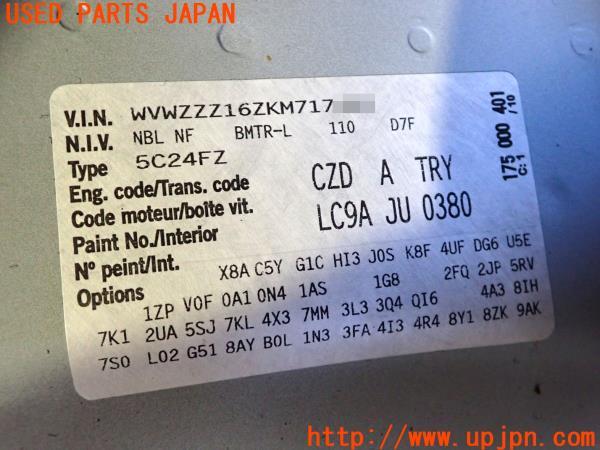 USED PARTS JAPAN
V.I.N. WVWZZZ16ZKM717
N.I.V. NBL NF BMTR-L 110 D7F
Type 5C24FZ
Eng. code/Trans. code CZD A TRY
Code moteur/boîte vit.
Paint No./Interior LC9A JU 0380
Nº peint/Int.
Options X8A C5Y G1C HI3 J0S K8F 4UF DG6 U5E
1ZP V0F 0A1 0N4 1AS 1G8 2FQ 2JP 5RV
7K1 2UA 5SJ 7KL 4X3 7MM 3L3 3Q4 QI6 4A3 8IH
7S0 L02 G51 8AY B0L 1N3 3FA 4I3 4R4 8Y1 8ZK 9AK
175 000 401
C: 1 /10
http://www.upjpn.com/